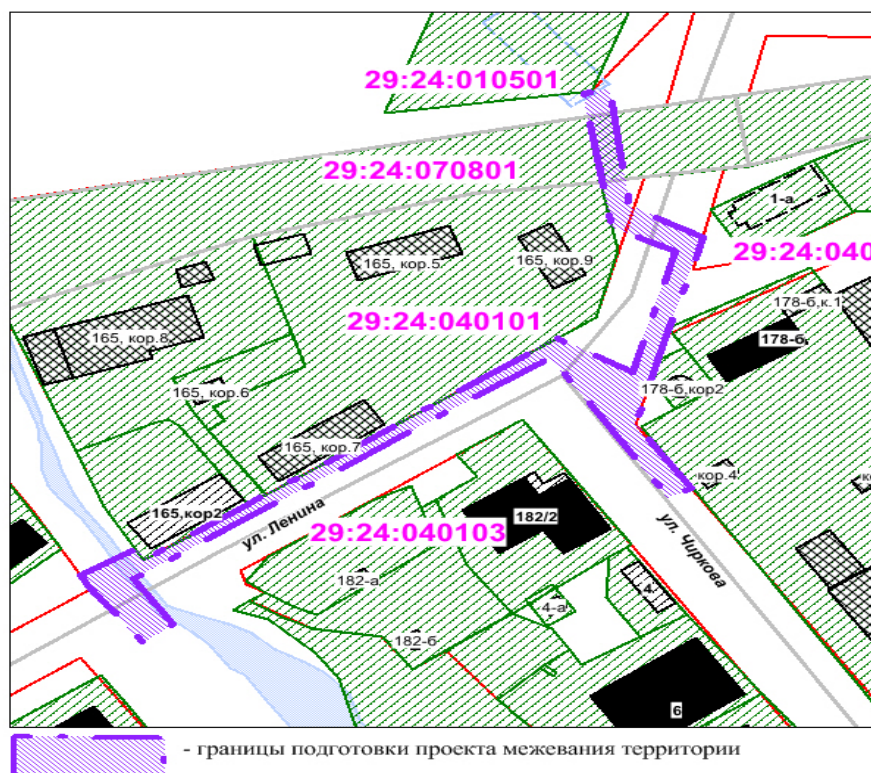 29:24:010501
29:24:070801
1-а
165, кор.5
165, кор.9
29:24:040
178-б,к.1
29:24:040101
165, кор.8
178-б
165, кор.6
178-б,кор2
165, кор.7
кор.4
165,кор2
182/2
ул. Ленина
29:24:040103
ул. Чиркова
182-а
4
4-а
182-б
6
- границы подготовки проекта межевания территории